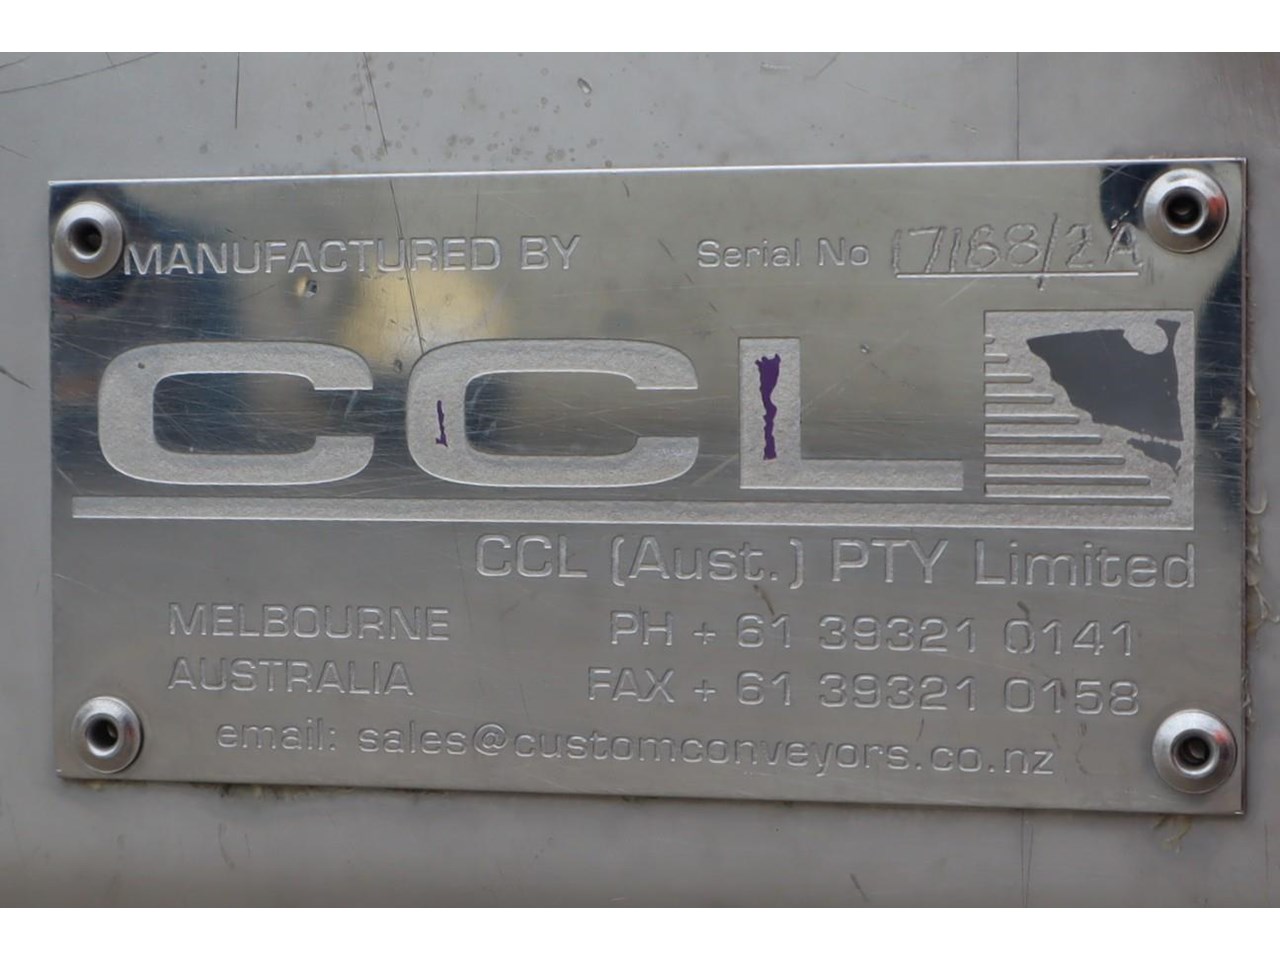 MANUFACTURED BY Serial No 17168/2A
CCL
CCL (Aust.) PTY Limited
MELBOURNE PH + 61 39321 0141
AUSTRALIA FAX + 61 39321 0158
email: sales@customconveyors.co.nz